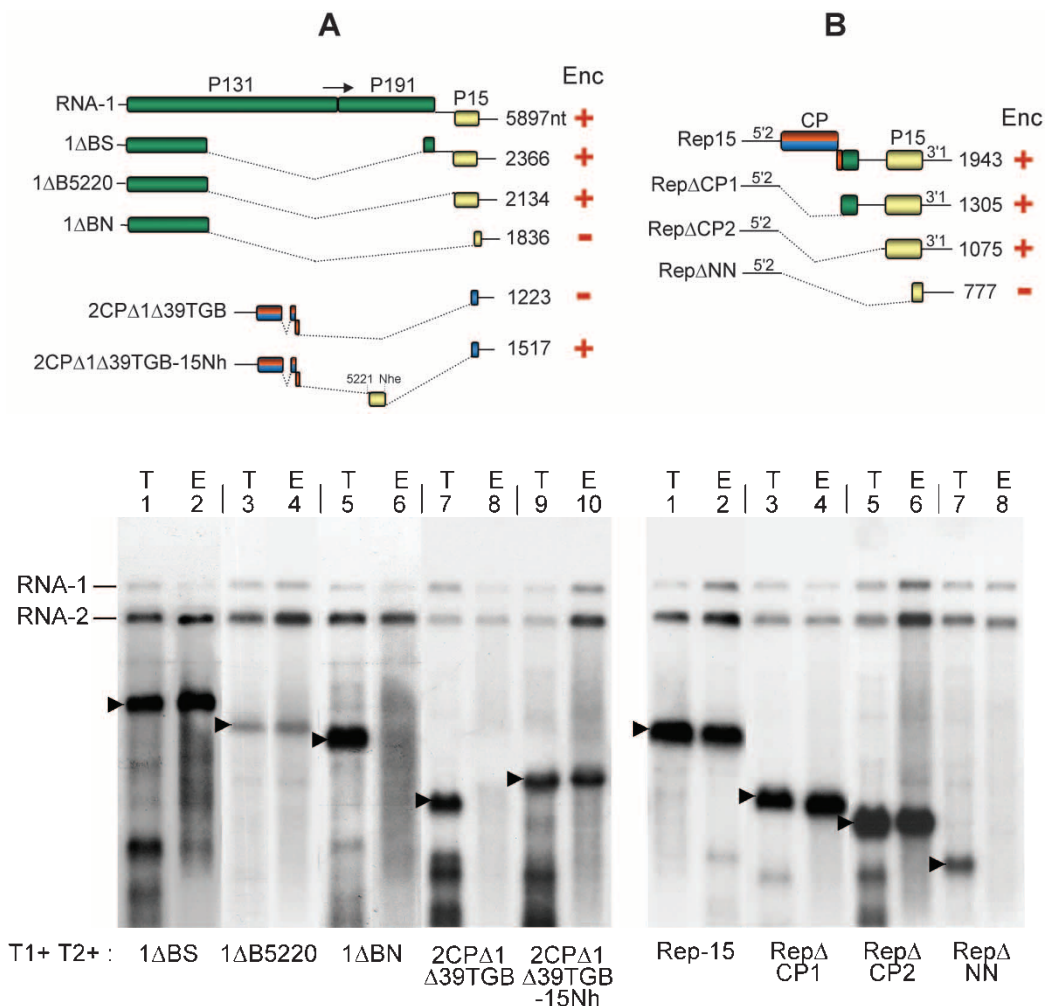 A
Enc
P131
P191
P15
RNA-1
5897nt
+
1ΔBS
2366
+
1ΔB5220
2134
+
1ΔBN
1836
-
2CPΔ1Δ39TGB
1223
-
2CPΔ1Δ39TGB-15Nh
1517
+
5221 Nhe
B
Enc
CP
P15
Rep15
5'2
3'1
1943
+
RepΔCP1
5'2
3'1
1305
+
RepΔCP2
5'2
3'1
1075
+
RepΔNN
5'2
777
-
T E T E T E T E T E
1 2 3 4 5 6 7 8 9 10
T E T E T E T E
1 2 3 4 5 6 7 8
RNA-1
RNA-2
T1+ T2+ :
1ΔBS
1ΔB5220
1ΔBN
2CPΔ1
Δ39TGB
2CPΔ1
Δ39TGB
-15Nh
Rep-15
RepΔ
CP1
RepΔ
CP2
RepΔ
NN